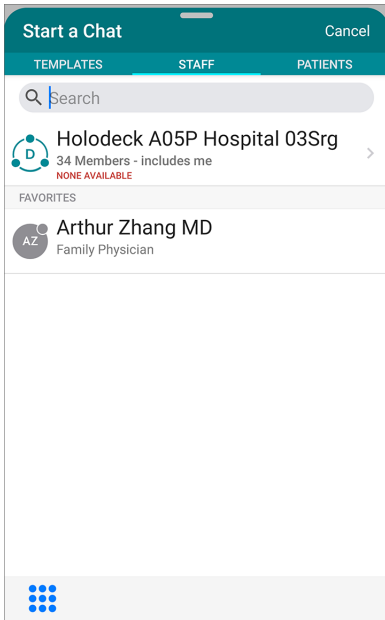 Start a Chat
Cancel
TEMPLATES
STAFF
PATIENTS
Search
D
Holodeck A05P Hospital 03Srg
34 Members - includes me
NONE AVAILABLE
FAVORITES
AZ
Arthur Zhang MD
Family Physician